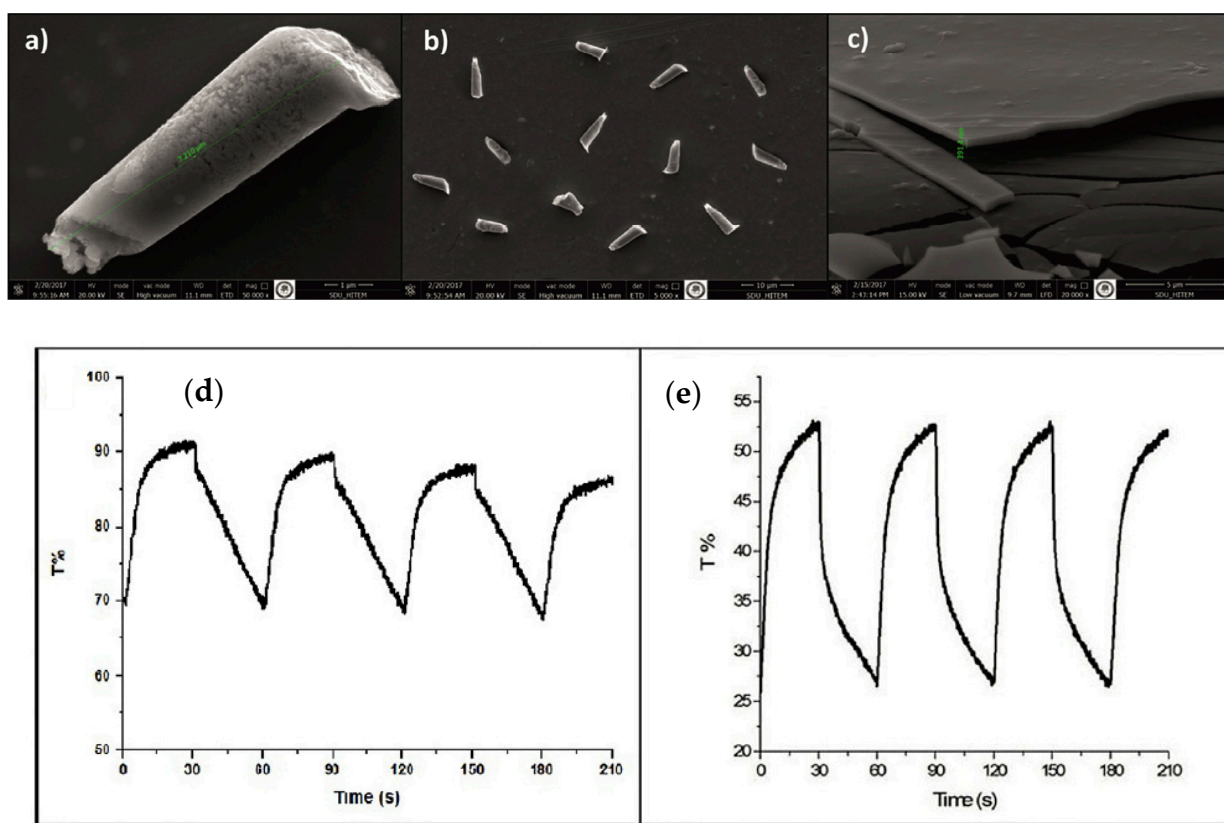 a)
7.210 µm
2/20/2017 HV mode vac mode WD det mag 1 µm
9:55:16 AM 20.00 kV SE High vacuum 11.1 mm ETD 50 000 x SDU_HITEM
b)
2/20/2017 HV mode vac mode WD det mag 10 µm
9:52:54 AM 20.00 kV SE High vacuum 11.1 mm ETD 5 000 x SDU_HITEM
c)
2/15/2017 HV mode vac mode WD det mag 5 µm
2:43:14 PM 15.00 kV SE Low vacuum 9.7 mm LFD 20 000 x SDU_HITEM
(d)
T%
100
90
80
70
60
50
0 30 60 90 120 150 180 210
Time (s)
(e)
T %
55
50
45
40
35
30
25
20
0 30 60 90 120 150 180 210
Time (s)